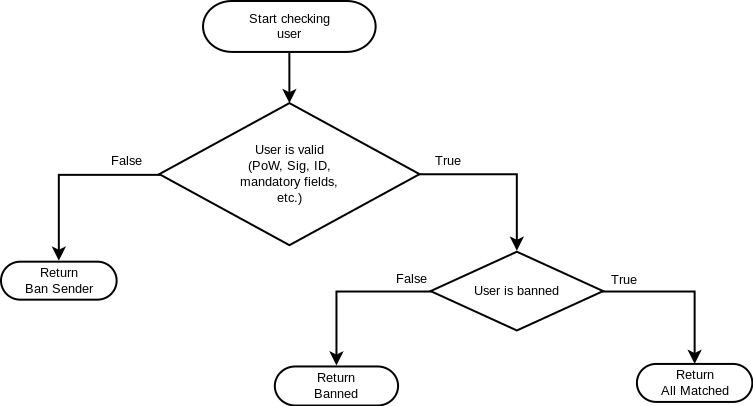 Start checking
user
User is valid
(PoW, Sig, ID,
mandatory fields,
etc.)
False
True
Return
Ban Sender
User is banned
False
True
Return
Banned
Return
All Matched